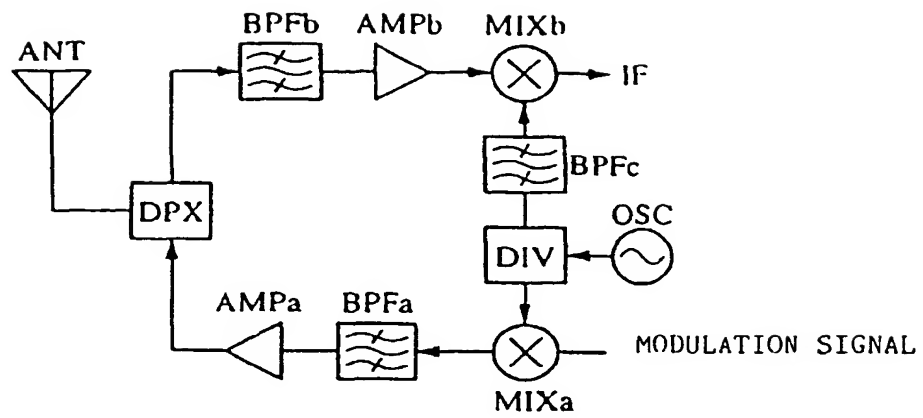 BPFb
AMPb
MIXb
ANT
IF
BPFc
DPX
OSC
DIV
AMPa
BPFa
MODULATION SIGNAL
MIXa